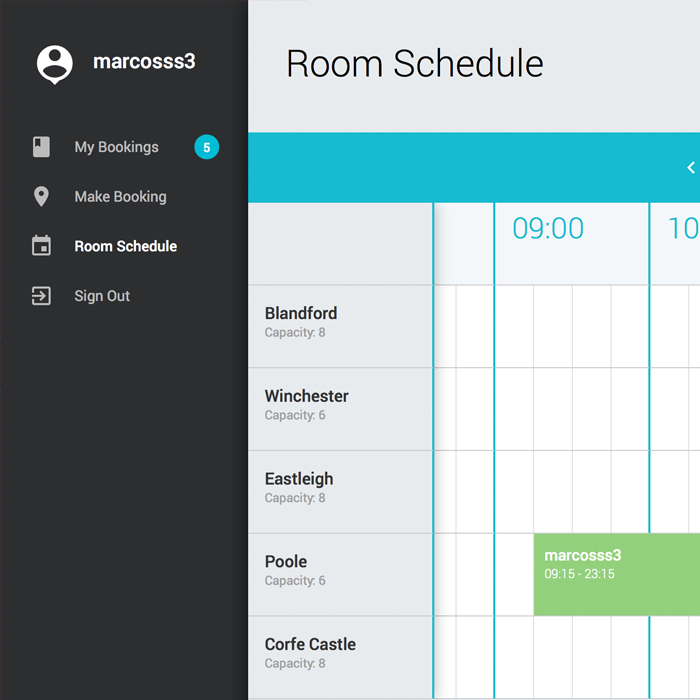 marcosss3
My Bookings 5
Make Booking
Room Schedule
Sign Out
Room Schedule
09:00
10
Blandford
Capacity: 8
Winchester
Capacity: 6
Eastleigh
Capacity: 8
Poole
Capacity: 6
marcosss3
09:15 - 23:15
Corfe Castle
Capacity: 8